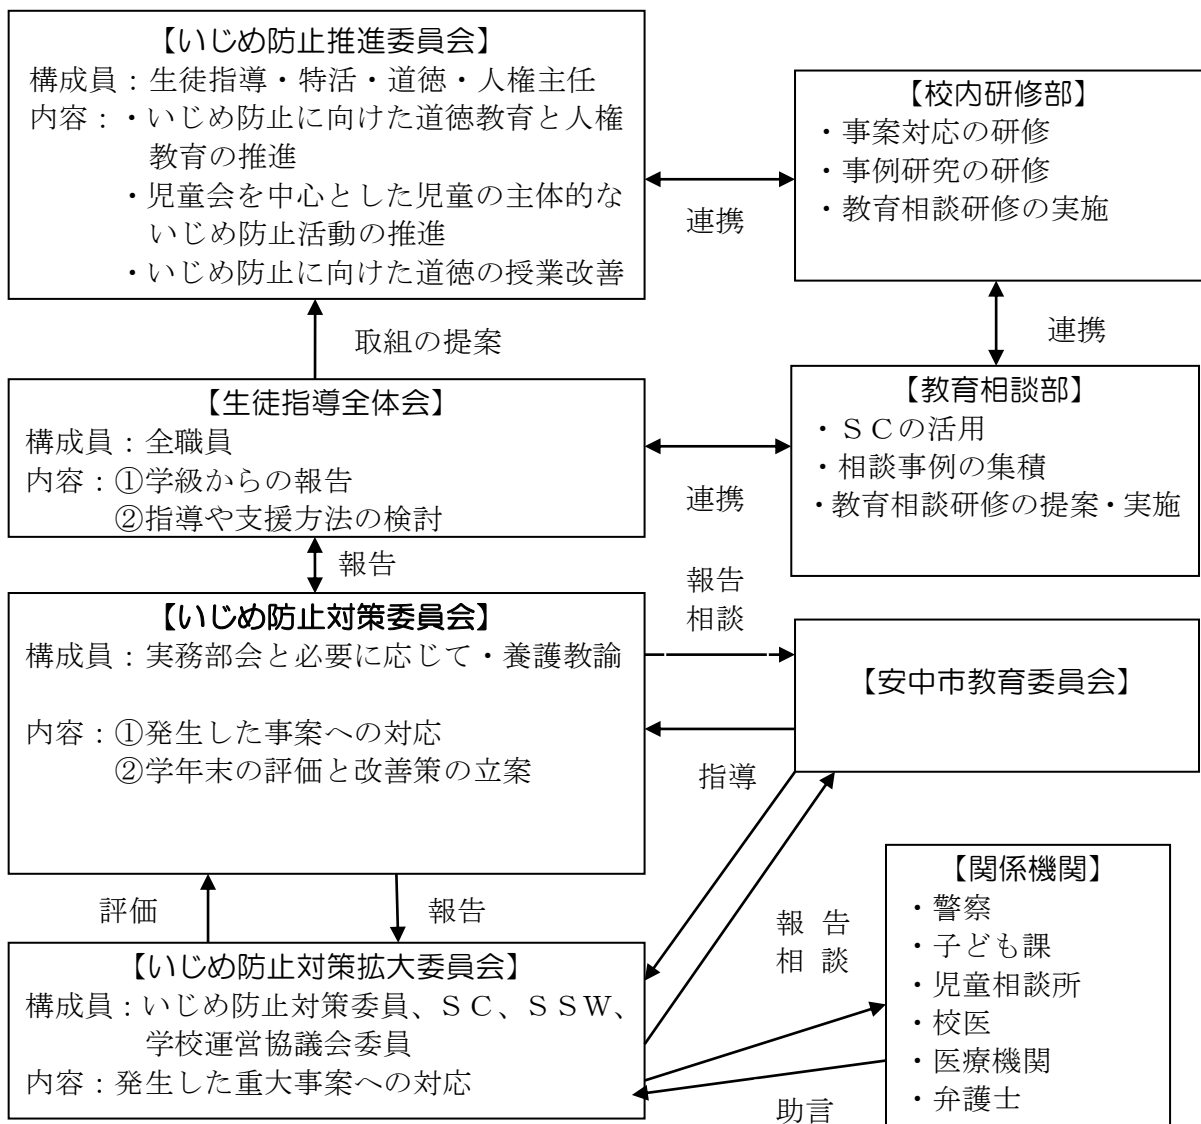 【いじめ防止推進委員会】
構成員：生徒指導・特活・道徳・人権主任
内容：・いじめ防止に向けた道徳教育と人権
教育の推進
・児童会を中心とした児童の主体的な
いじめ防止活動の推進
・いじめ防止に向けた道徳の授業改善
連携
【校内研修部】
・事案対応の研修
・事例研究の研修
・教育相談研修の実施
取組の提案
連携
【生徒指導全体会】
構成員：全職員
内容：①学級からの報告
②指導や支援方法の検討
連携
【教育相談部】
・ＳＣの活用
・相談事例の集積
・教育相談研修の提案・実施
報告
報告
相談
【いじめ防止対策委員会】
構成員：実務部会と必要に応じて・養護教諭
内容：①発生した事案への対応
②学年末の評価と改善策の立案
【安中市教育委員会】
指導
評価
報告
報 告
相 談
【いじめ防止対策拡大委員会】
構成員：いじめ防止対策委員、ＳＣ、ＳＳＷ、
学校運営協議会委員
内容：発生した重大事案への対応
【関係機関】
・警察
・子ども課
・児童相談所
・校医
・医療機関
・弁護士
助言